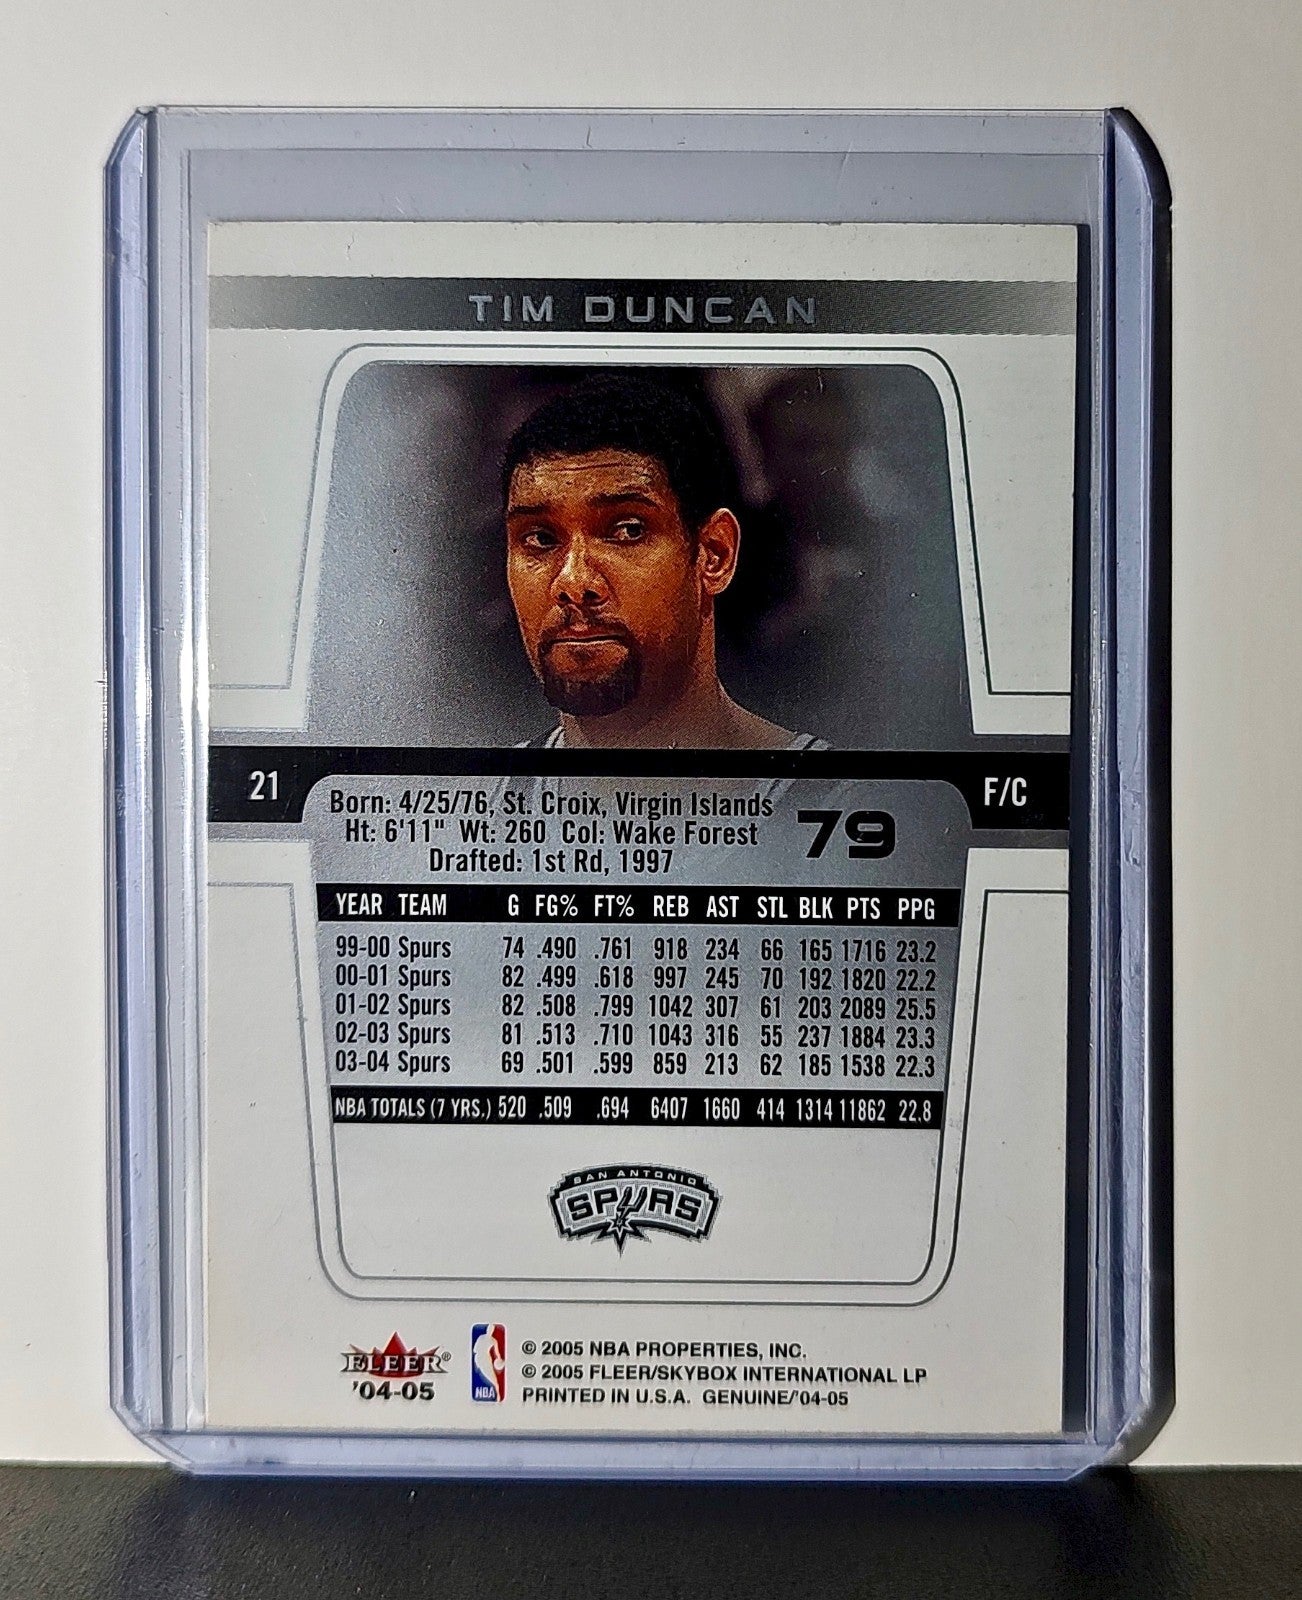 TIM DUNCAN
21
F/C
Born: 4/25/76, St. Croix, Virgin Islands
Ht: 6'11" Wt: 260 Col: Wake Forest
Drafted: 1st Rd, 1997
79
YEAR TEAM G FG% FT% REB AST STL BLK PTS PPG
99-00 Spurs 74 .490 .761 918 234 66 165 1716 23.2
00-01 Spurs 82 .499 .618 997 245 70 192 1820 22.2
01-02 Spurs 82 .508 .799 1042 307 61 203 2089 25.5
02-03 Spurs 81 .513 .710 1043 316 55 237 1884 23.3
03-04 Spurs 69 .501 .599 859 213 62 185 1538 22.3
NBA TOTALS (7 YRS.) 520 .509 .694 6407 1660 414 1314 11862 22.8
SAN ANTONIO
SPURS
FLEER®
'04-05
NBA
© 2005 NBA PROPERTIES, INC.
© 2005 FLEER/SKYBOX INTERNATIONAL LP
PRINTED IN U.S.A. GENUINE/'04-05